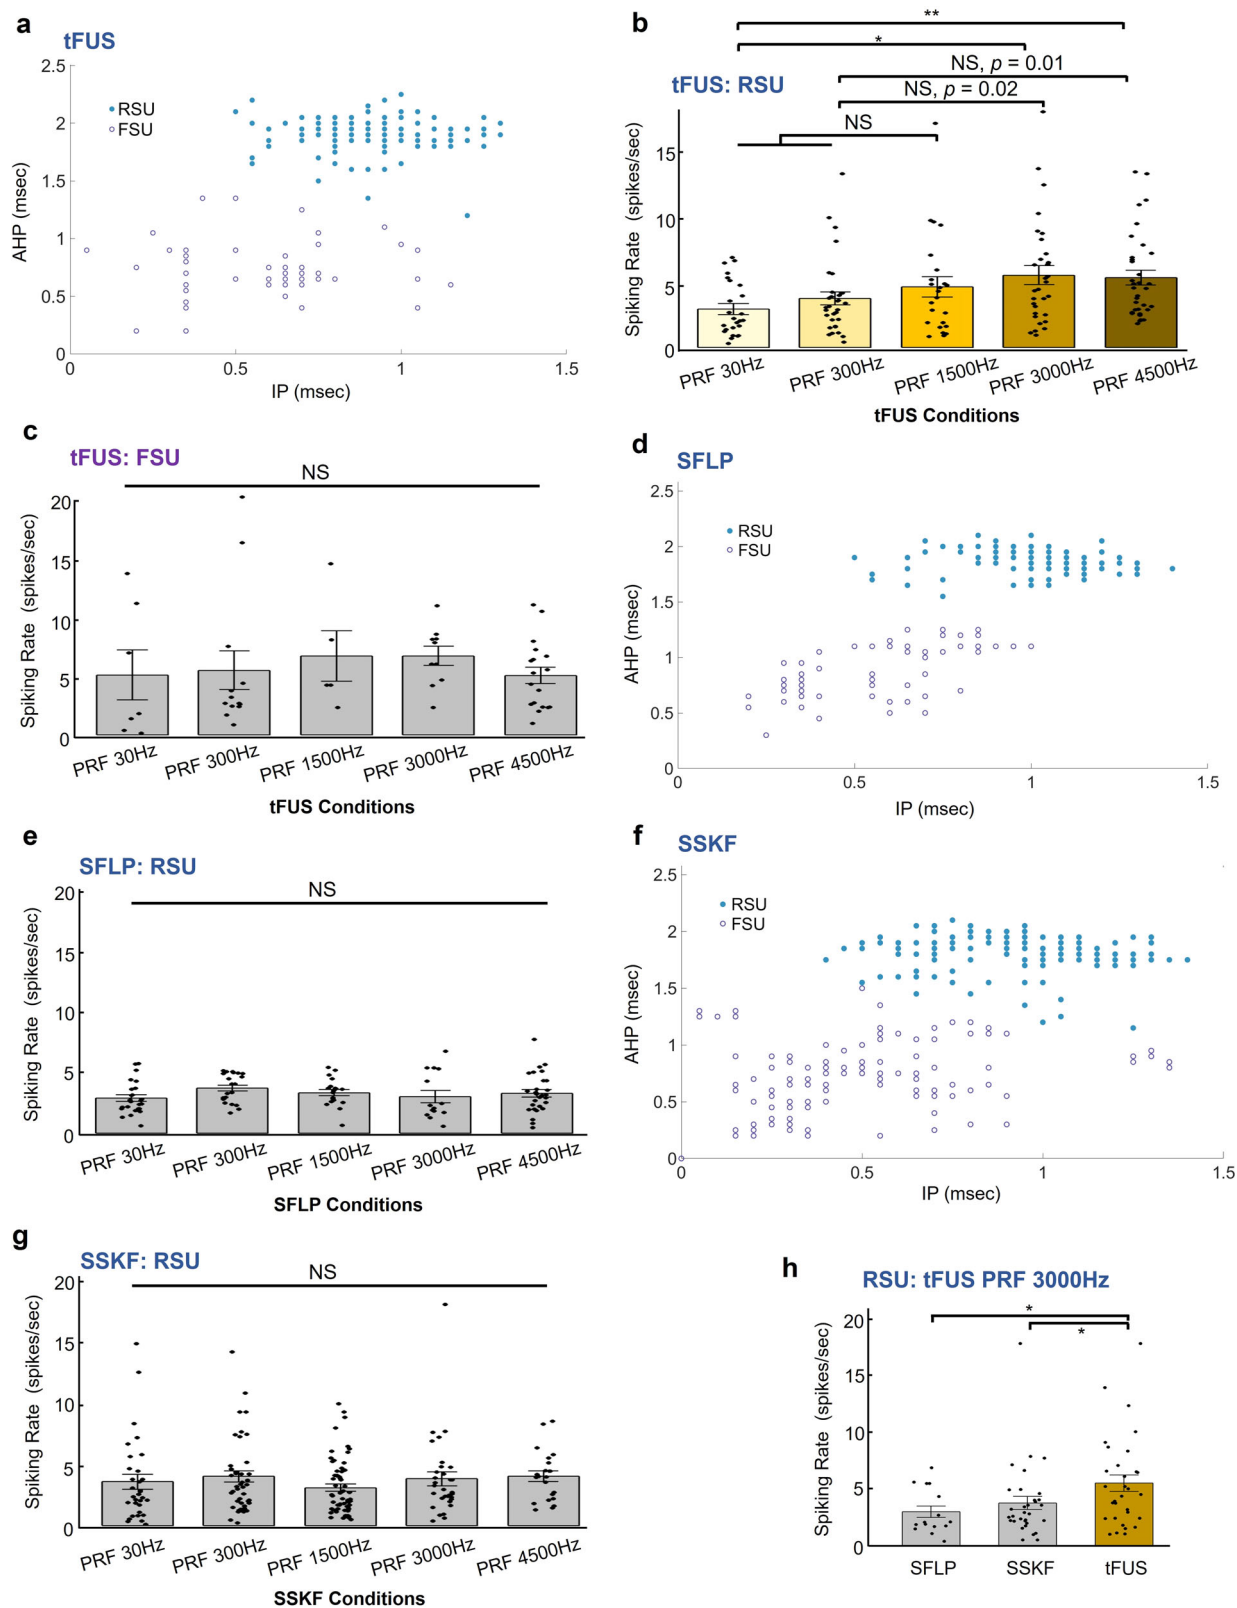 a
tFUS
2.5
2
1.5
1
0.5
0
AHP (msec)
RSU
FSU
0
0.5
1
1.5
IP (msec)
b
tFUS: RSU
**
*
NS, p = 0.01
NS, p = 0.02
NS
15
10
5
0
Spiking Rate (spikes/sec)
PRF 30Hz
PRF 300Hz
PRF 1500Hz
PRF 3000Hz
PRF 4500Hz
tFUS Conditions
c
tFUS: FSU
NS
20
15
10
5
0
Spiking Rate (spikes/sec)
PRF 30Hz
PRF 300Hz
PRF 1500Hz
PRF 3000Hz
PRF 4500Hz
tFUS Conditions
d
SFLP
2.5
2
1.5
1
0.5
0
AHP (msec)
RSU
FSU
0
0.5
1
1.5
IP (msec)
e
SFLP: RSU
NS
20
15
10
5
0
Spiking Rate (spikes/sec)
PRF 30Hz
PRF 300Hz
PRF 1500Hz
PRF 3000Hz
PRF 4500Hz
SFLP Conditions
f
SSKF
2.5
2
1.5
1
0.5
0
AHP (msec)
RSU
FSU
0
0.5
1
1.5
IP (msec)
g
SSKF: RSU
NS
20
15
10
5
0
Spiking Rate (spikes/sec)
PRF 30Hz
PRF 300Hz
PRF 1500Hz
PRF 3000Hz
PRF 4500Hz
SSKF Conditions
h
RSU: tFUS PRF 3000Hz
*
*
20
15
10
5
0
Spiking Rate (spikes/sec)
SFLP
SSKF
tFUS